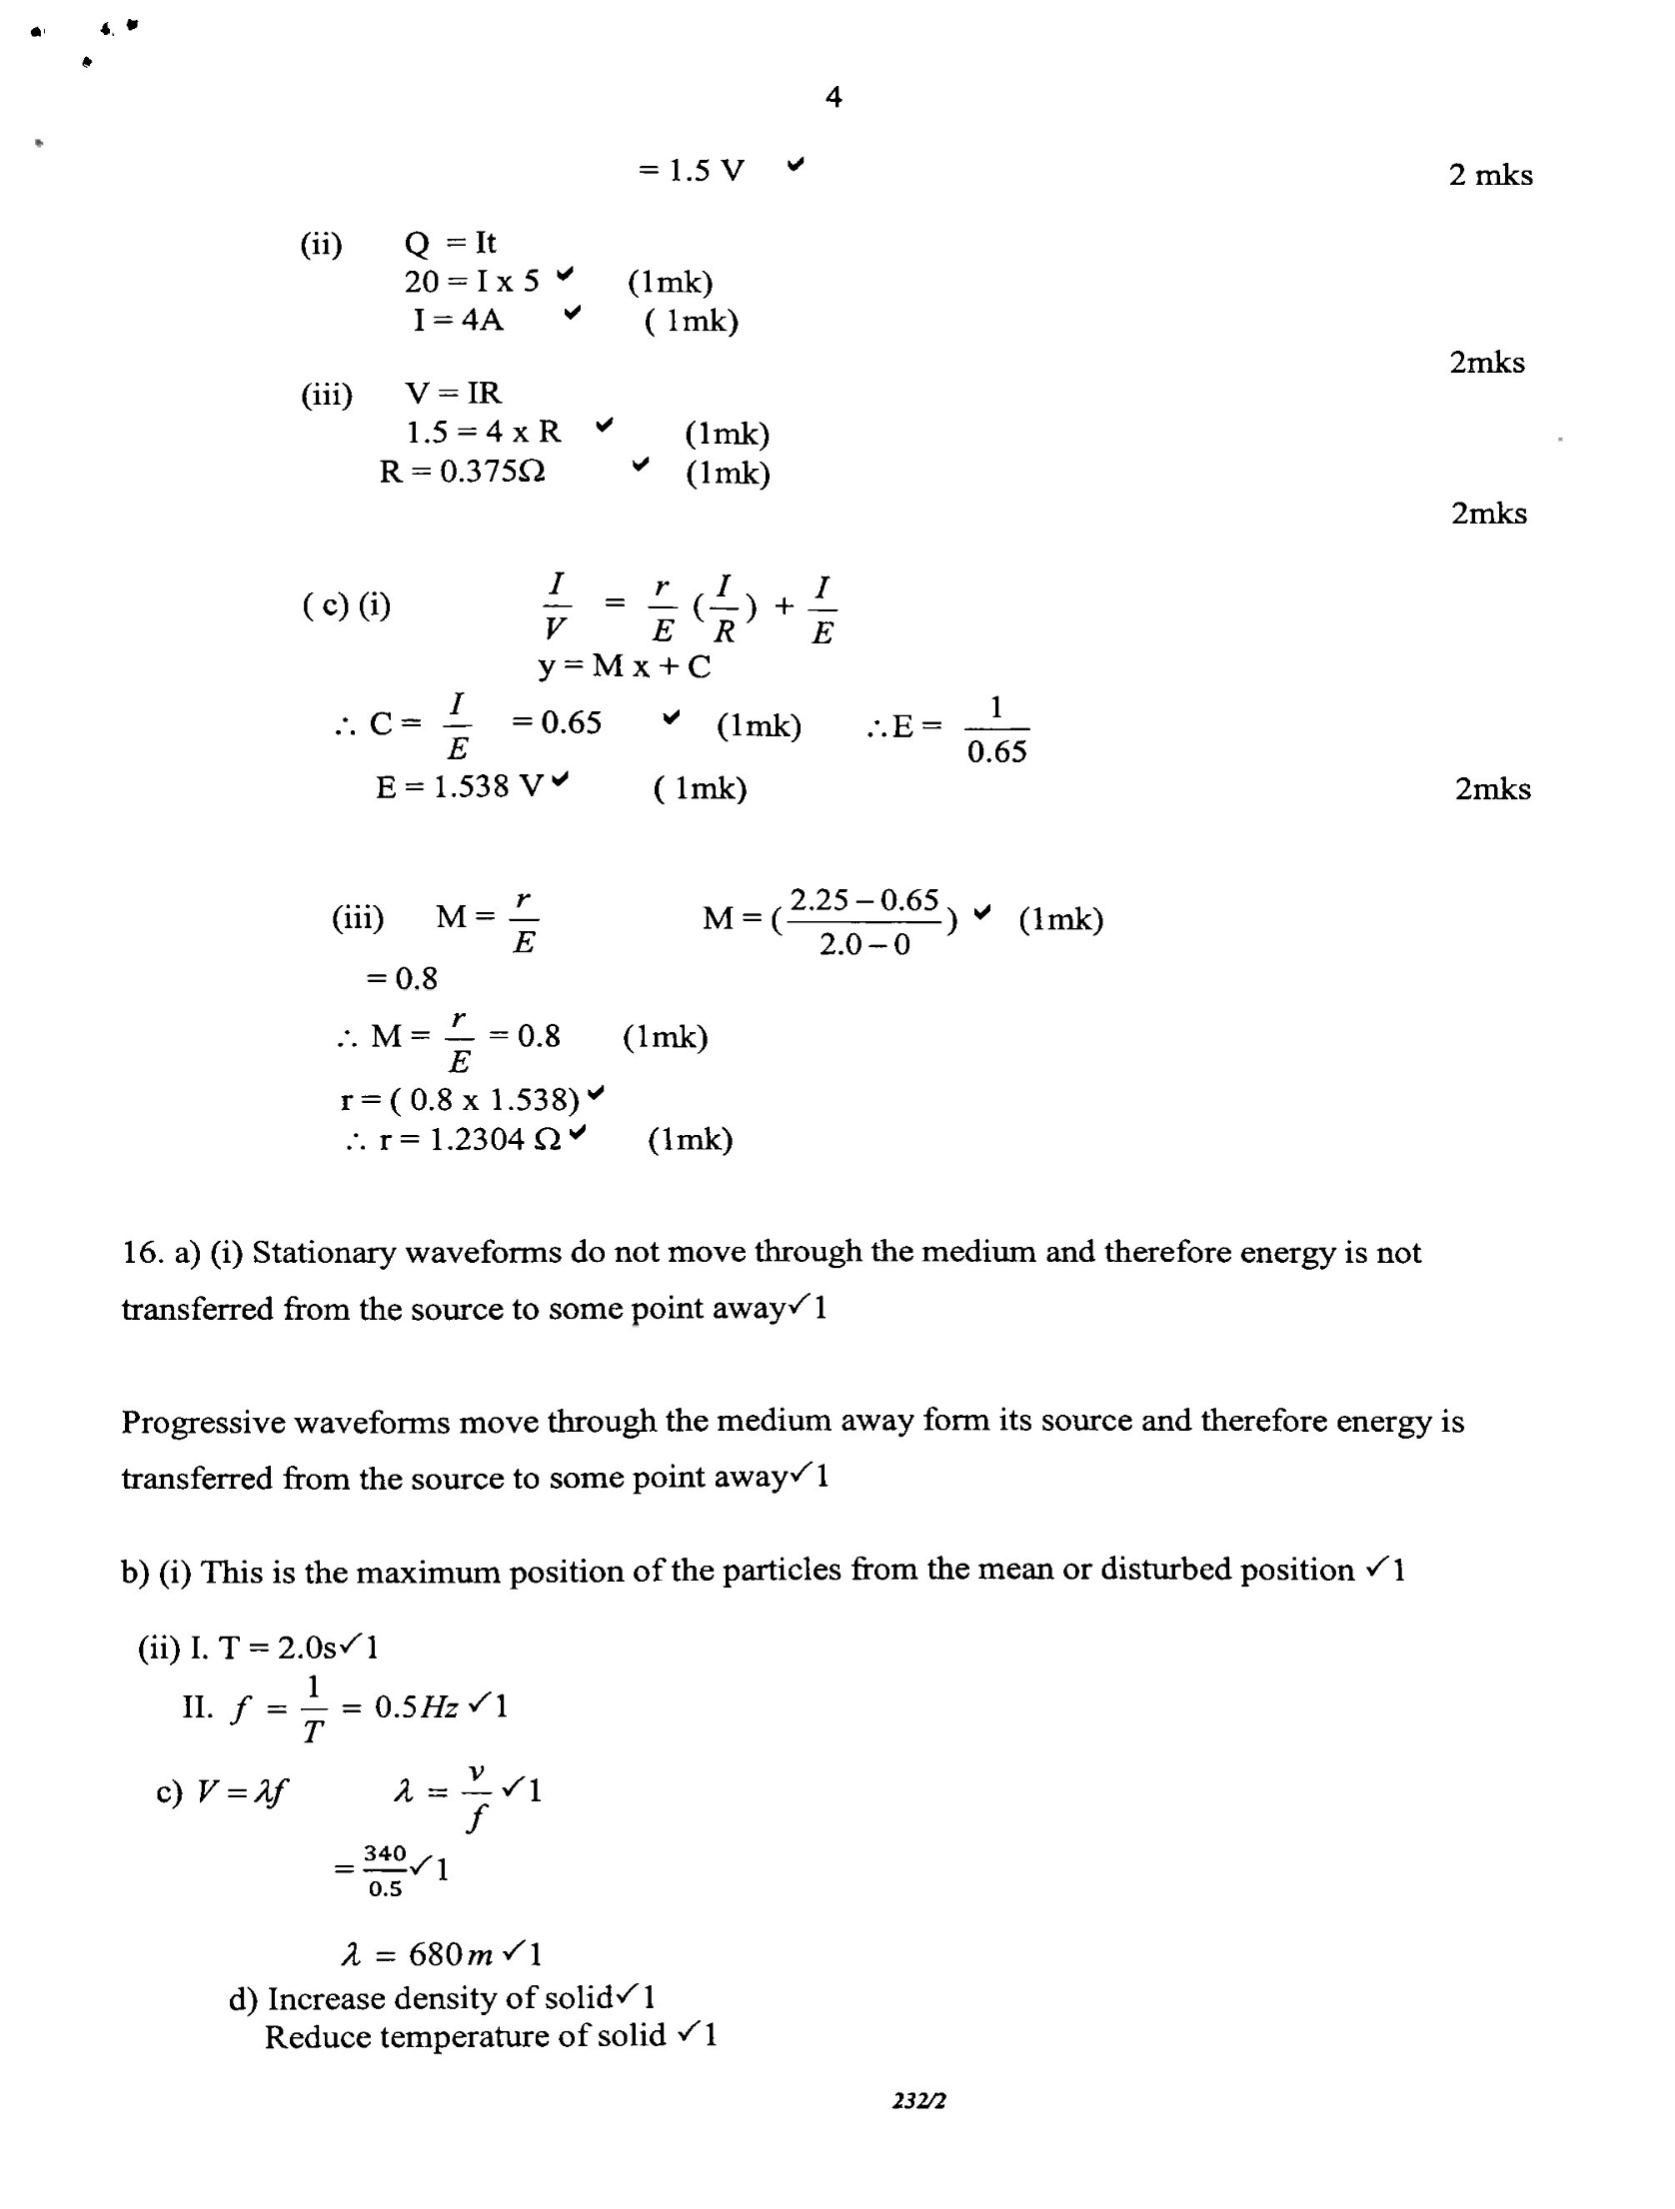 4
= 1.5 V ✔ 2 mks
(ii) Q = It
20 = I x 5 ✔ (1mk)
I = 4A ✔ ( 1mk)
2mks
(iii) V = IR
1.5 = 4 x R ✔ (1mk)
R = 0.375Ω ✔ (1mk)
2mks
( c) (i) I/V = r/E (I/R) + I/E
y = M x + C
∴ C = I/E = 0.65 ✔ (1mk) ∴E = 1/0.65
E = 1.538 V✔ ( 1mk) 2mks
(iii) M = r/E M = (2.25 – 0.65/2.0 – 0) ✔ (1mk)
= 0.8
∴ M = r/E = 0.8 (1mk)
r = ( 0.8 x 1.538)✔
∴ r = 1.2304 Ω✔ (1mk)
16. a) (i) Stationary waveforms do not move through the medium and therefore energy is not
transferred from the source to some point away✓1
Progressive waveforms move through the medium away form its source and therefore energy is
transferred from the source to some point away✓1
b) (i) This is the maximum position of the particles from the mean or disturbed position ✓1
(ii) I. T = 2.0s✓1
II. f = 1/T = 0.5Hz ✓1
c) V = λf λ = v/f ✓1
= 340/0.5 ✓1
λ = 680m ✓1
d) Increase density of solid✓1
Reduce temperature of solid ✓1
232/2